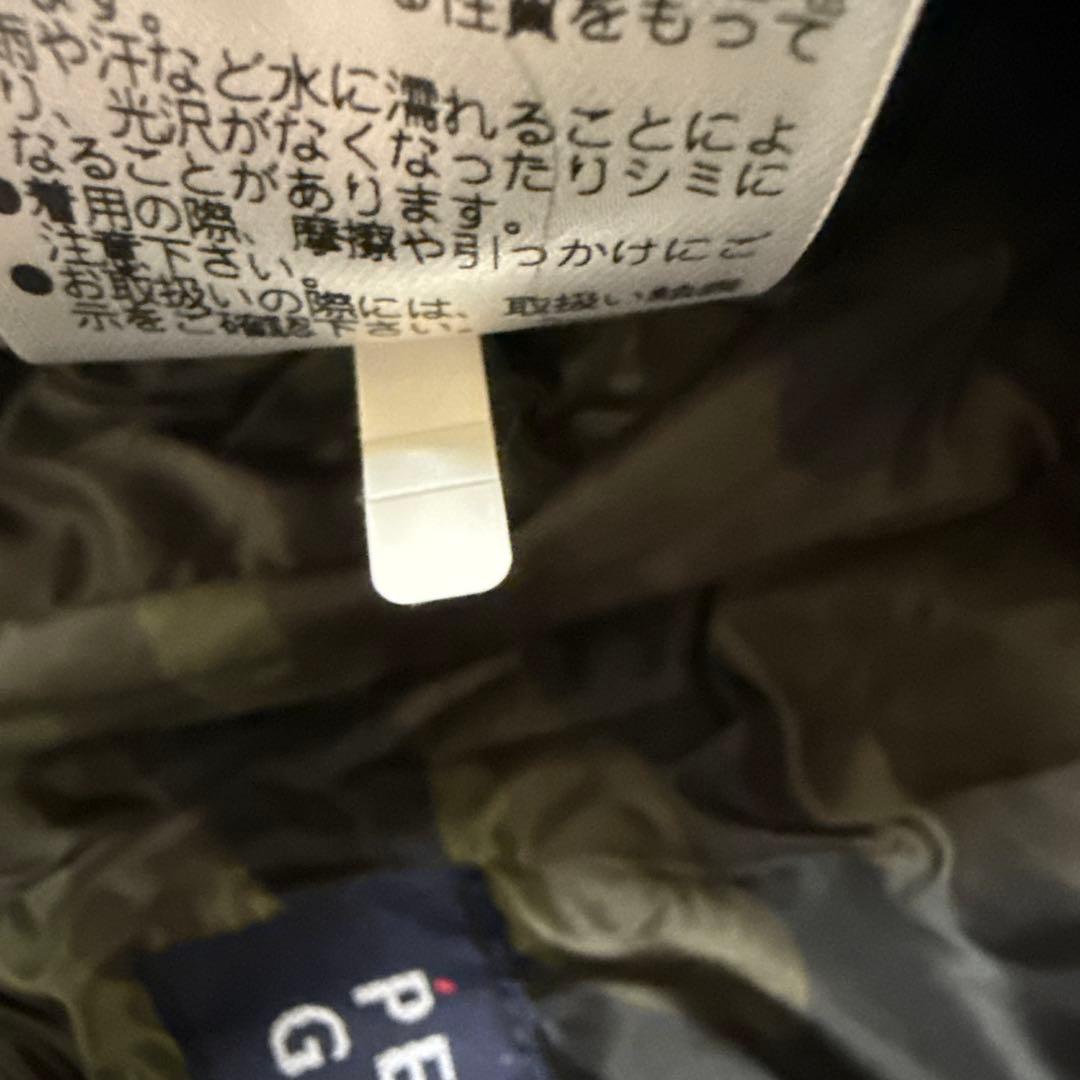 性質をもって
雨や汗など水に濡れることによ
り、光沢がなくなったりシミに
なることがあります。
●着用の際、摩擦や引っかけにご
注意下さい。
●お取扱いの際には、取扱い絵表
示をご確認下さい。
PE
G